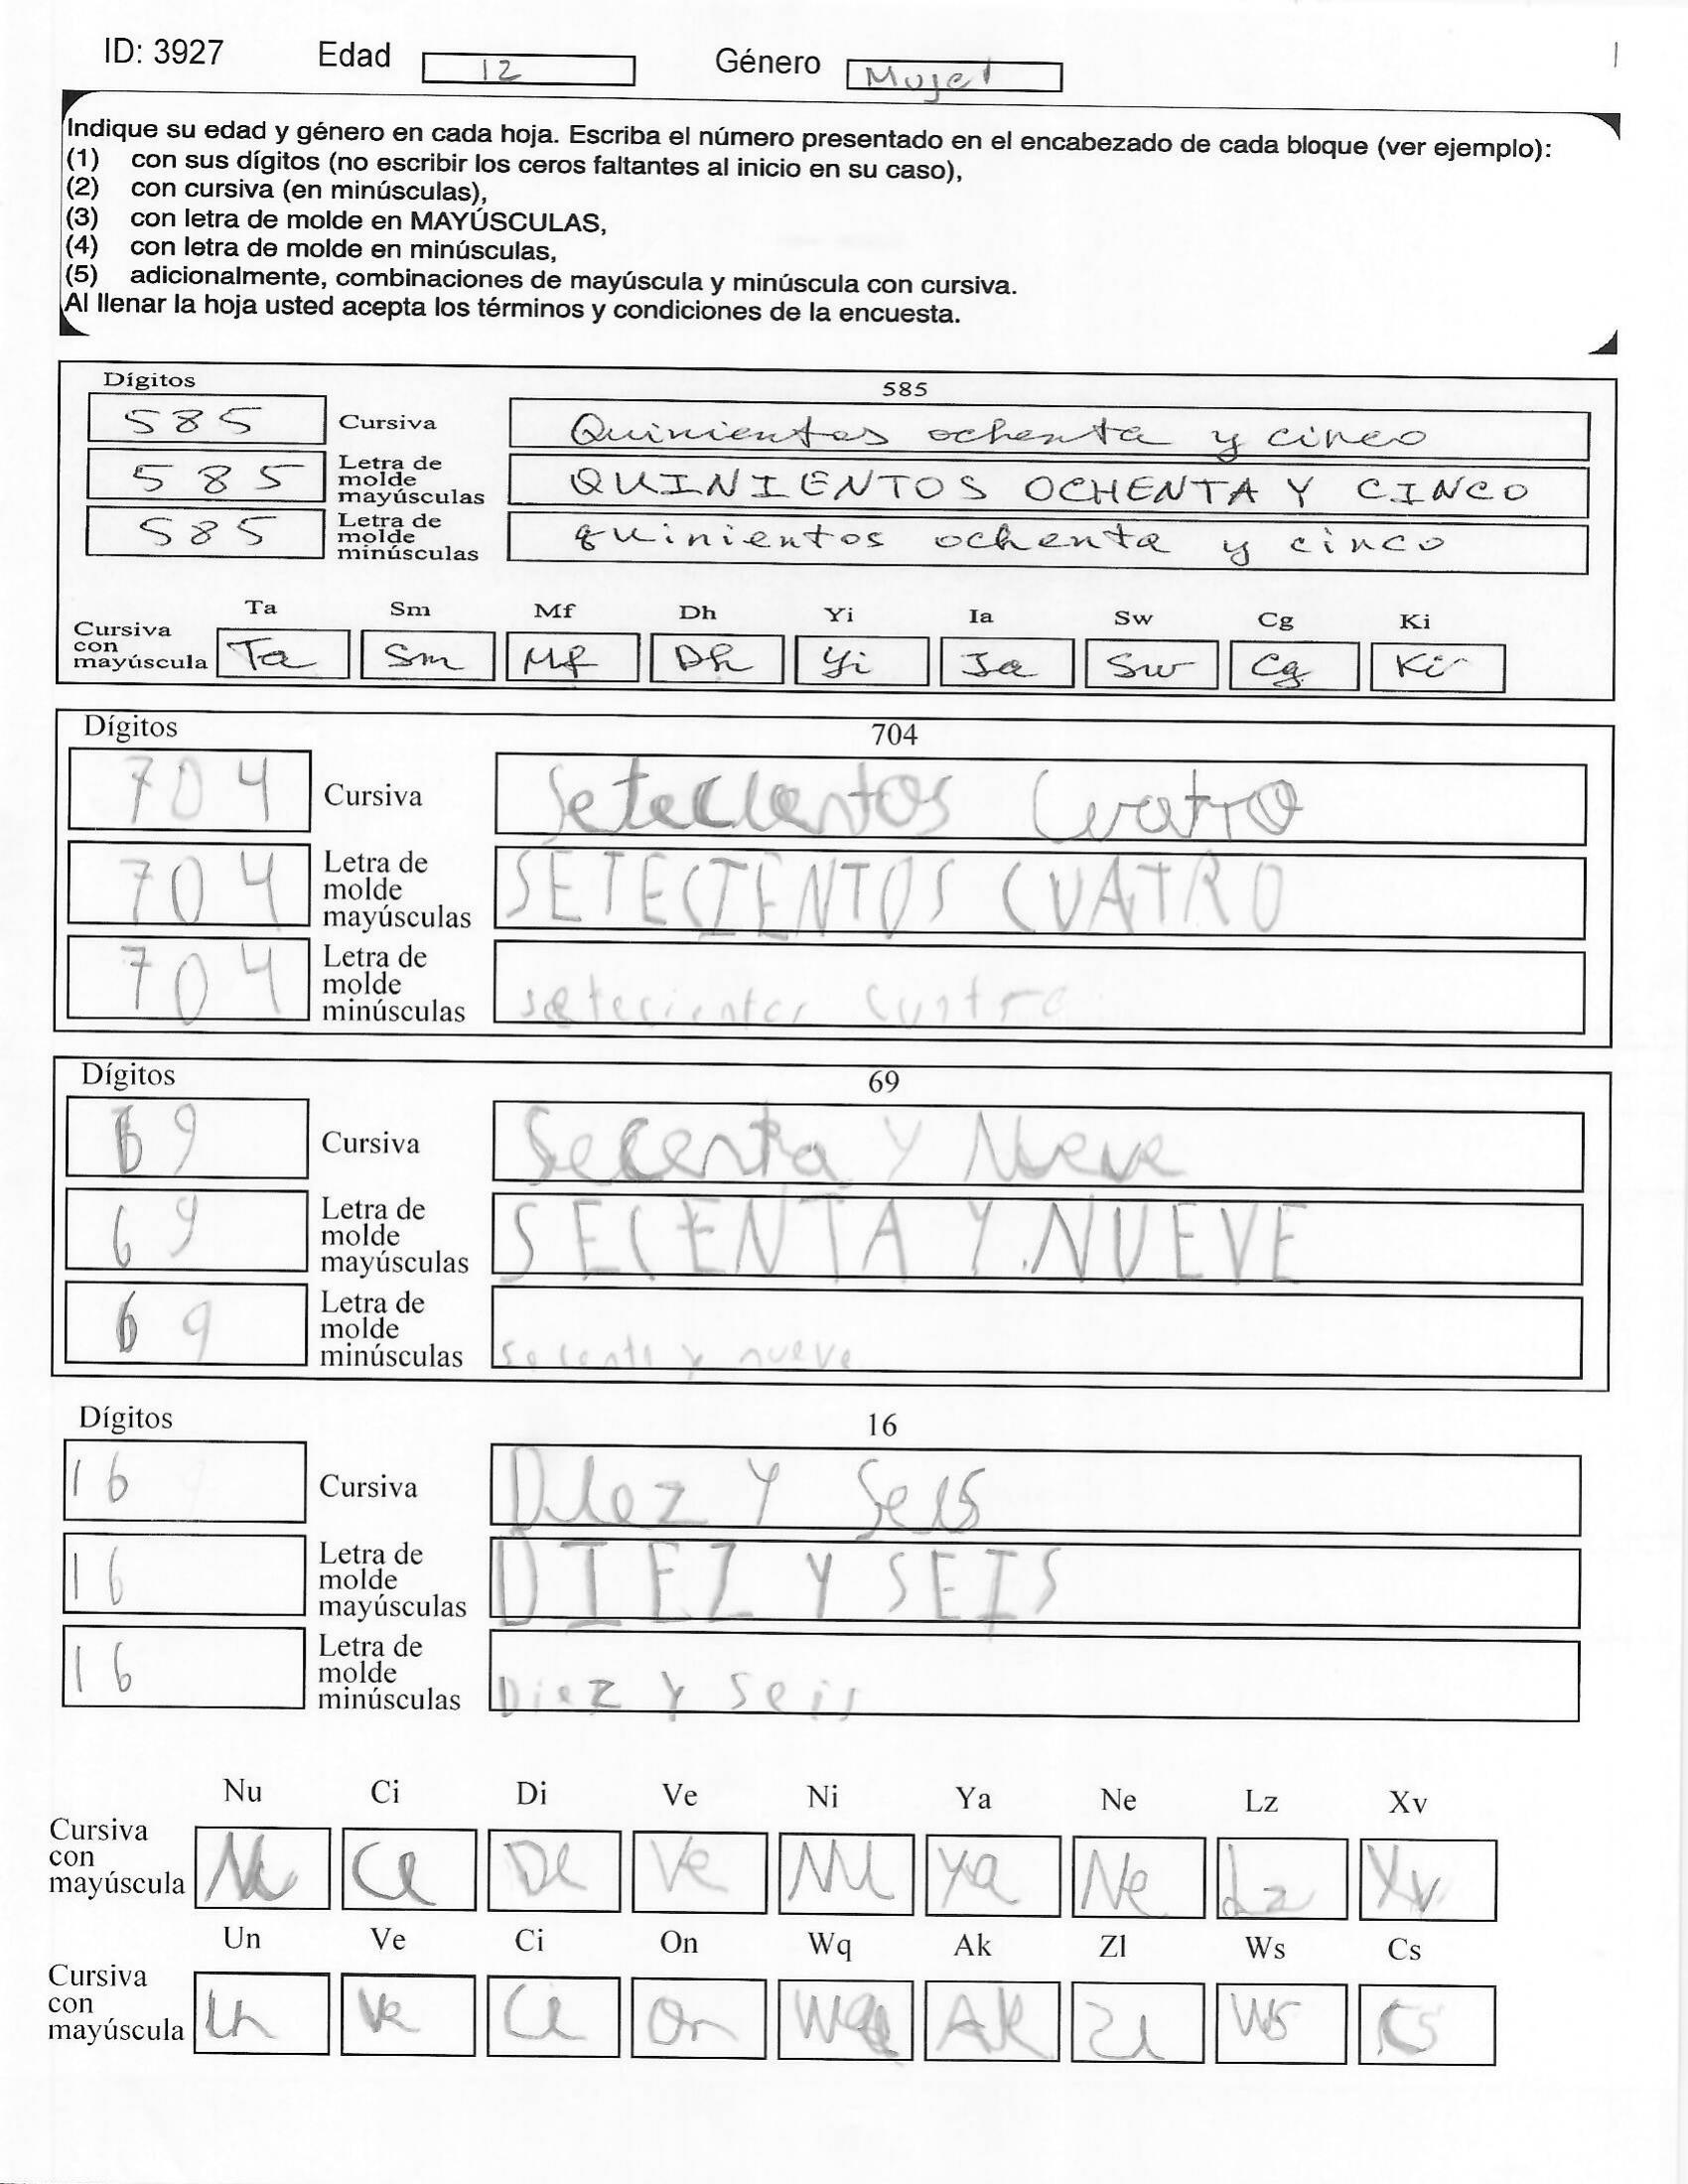 ID: 3927 Edad 12 Género Mujer
Indique su edad y género en cada hoja. Escriba el número presentado en el encabezado de cada bloque (ver ejemplo):
(1) con sus dígitos (no escribir los ceros faltantes al inicio en su caso),
(2) con cursiva (en minúsculas),
(3) con letra de molde en MAYÚSCULAS,
(4) con letra de molde en minúsculas,
(5) adicionalmente, combinaciones de mayúscula y minúscula con cursiva.
Al llenar la hoja usted acepta los términos y condiciones de la encuesta.
Dígitos 585
585 Cursiva Quinientos ochenta y cinco
585 Letra de molde mayúsculas QUINIENTOS OCHENTA Y CINCO
585 Letra de molde minúsculas quinientos ochenta y cinco
Ta Sm Mf Dh Yi Ia Sw Cg Ki
Cursiva con mayúscula Ta Sm Mf Dh Yi Ia Sw Cg Ki
Dígitos 704
704 Cursiva Setecientos Cuatro
704 Letra de molde mayúsculas SETECIENTOS CUATRO
704 Letra de molde minúsculas setecientos cuatro
Dígitos 69
69 Cursiva Secenta y Nueve
69 Letra de molde mayúsculas SECENTA Y NUEVE
69 Letra de molde minúsculas secenta y nueve
Dígitos 16
16 Cursiva Diez Y Seis
16 Letra de molde mayúsculas DIEZ Y SEIS
16 Letra de molde minúsculas Diez y seis
Nu Ci Di Ve Ni Ya Ne Lz Xv
Cursiva con mayúscula Nu Ci Di Ve Ni Ya Ne Lz Xv
Un Ve Ci On Wq Ak Zl Ws Cs
Cursiva con mayúscula Un Ve Ci On Wq Ak Zl Ws Cs